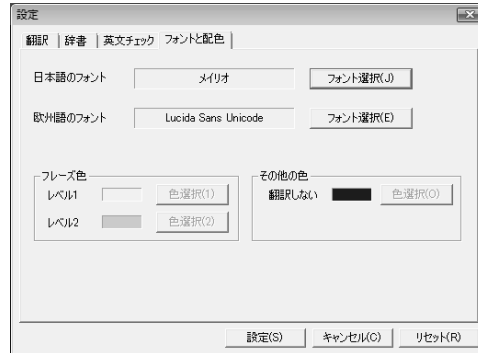 設定
翻訳 辞書 英文チェック フォントと配色
日本語のフォント メイリオ フォント選択(J)
欧州語のフォント Lucida Sans Unicode フォント選択(E)
フレーズ色 その他の色
レベル1 色選択(1) 翻訳しない 色選択(O)
レベル2 色選択(2)
設定(S) キャンセル(C) リセット(R)